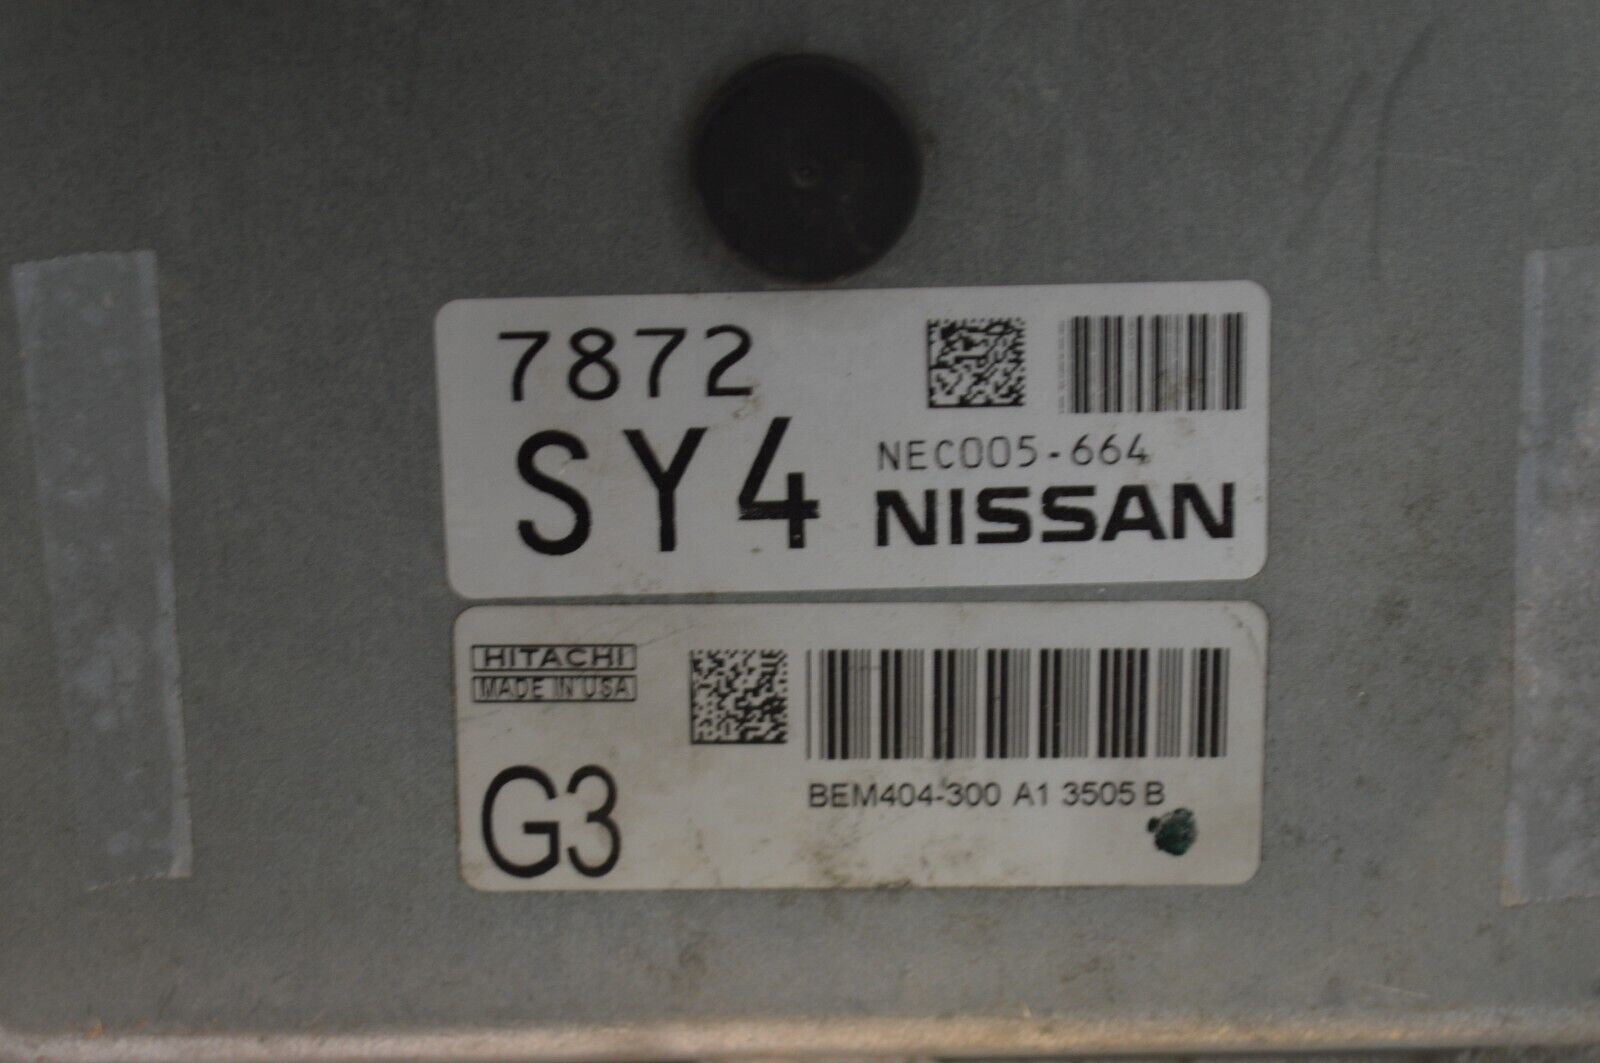 7872
SY4
NEC005-664
NISSAN
HITACHI
MADE IN USA
G3
BEM404-300 A1 3505 B